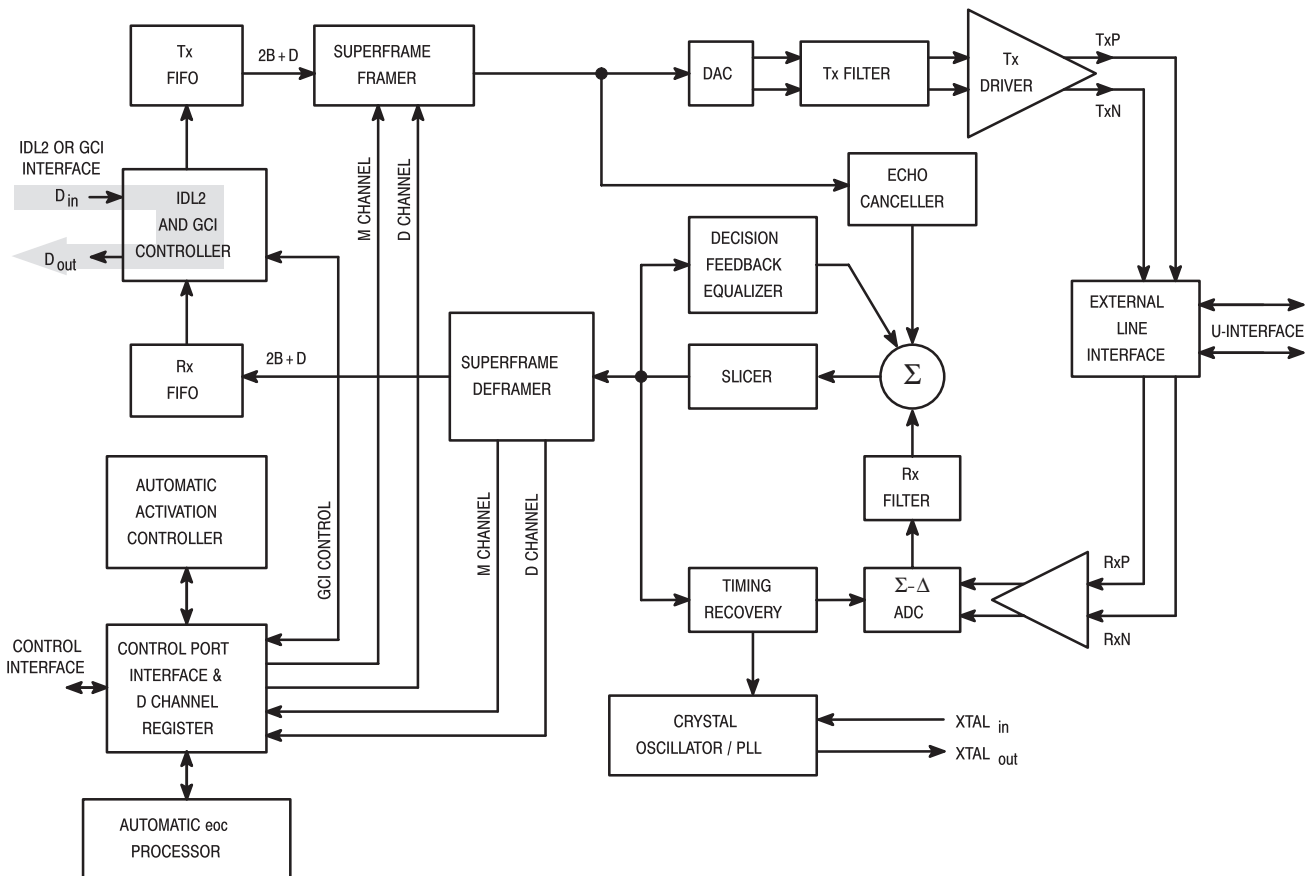 Tx
FIFO
2B + D
SUPERFRAME
FRAMER
DAC
Tx FILTER
Tx
DRIVER
TxP
TxN
IDL2 OR GCI
INTERFACE
D in
D out
IDL2
AND GCI
CONTROLLER
M CHANNEL
D CHANNEL
ECHO
CANCELLER
DECISION
FEEDBACK
EQUALIZER
EXTERNAL
LINE
INTERFACE
U-INTERFACE
Rx
FIFO
2B + D
SUPERFRAME
DEFRAMER
SLICER
Σ
AUTOMATIC
ACTIVATION
CONTROLLER
GCI CONTROL
M CHANNEL
D CHANNEL
Rx
FILTER
TIMING
RECOVERY
Σ–Δ
ADC
RxP
RxN
CONTROL
INTERFACE
CONTROL PORT
INTERFACE &
D CHANNEL
REGISTER
CRYSTAL
OSCILLATOR / PLL
XTAL in
XTAL out
AUTOMATIC eoc
PROCESSOR